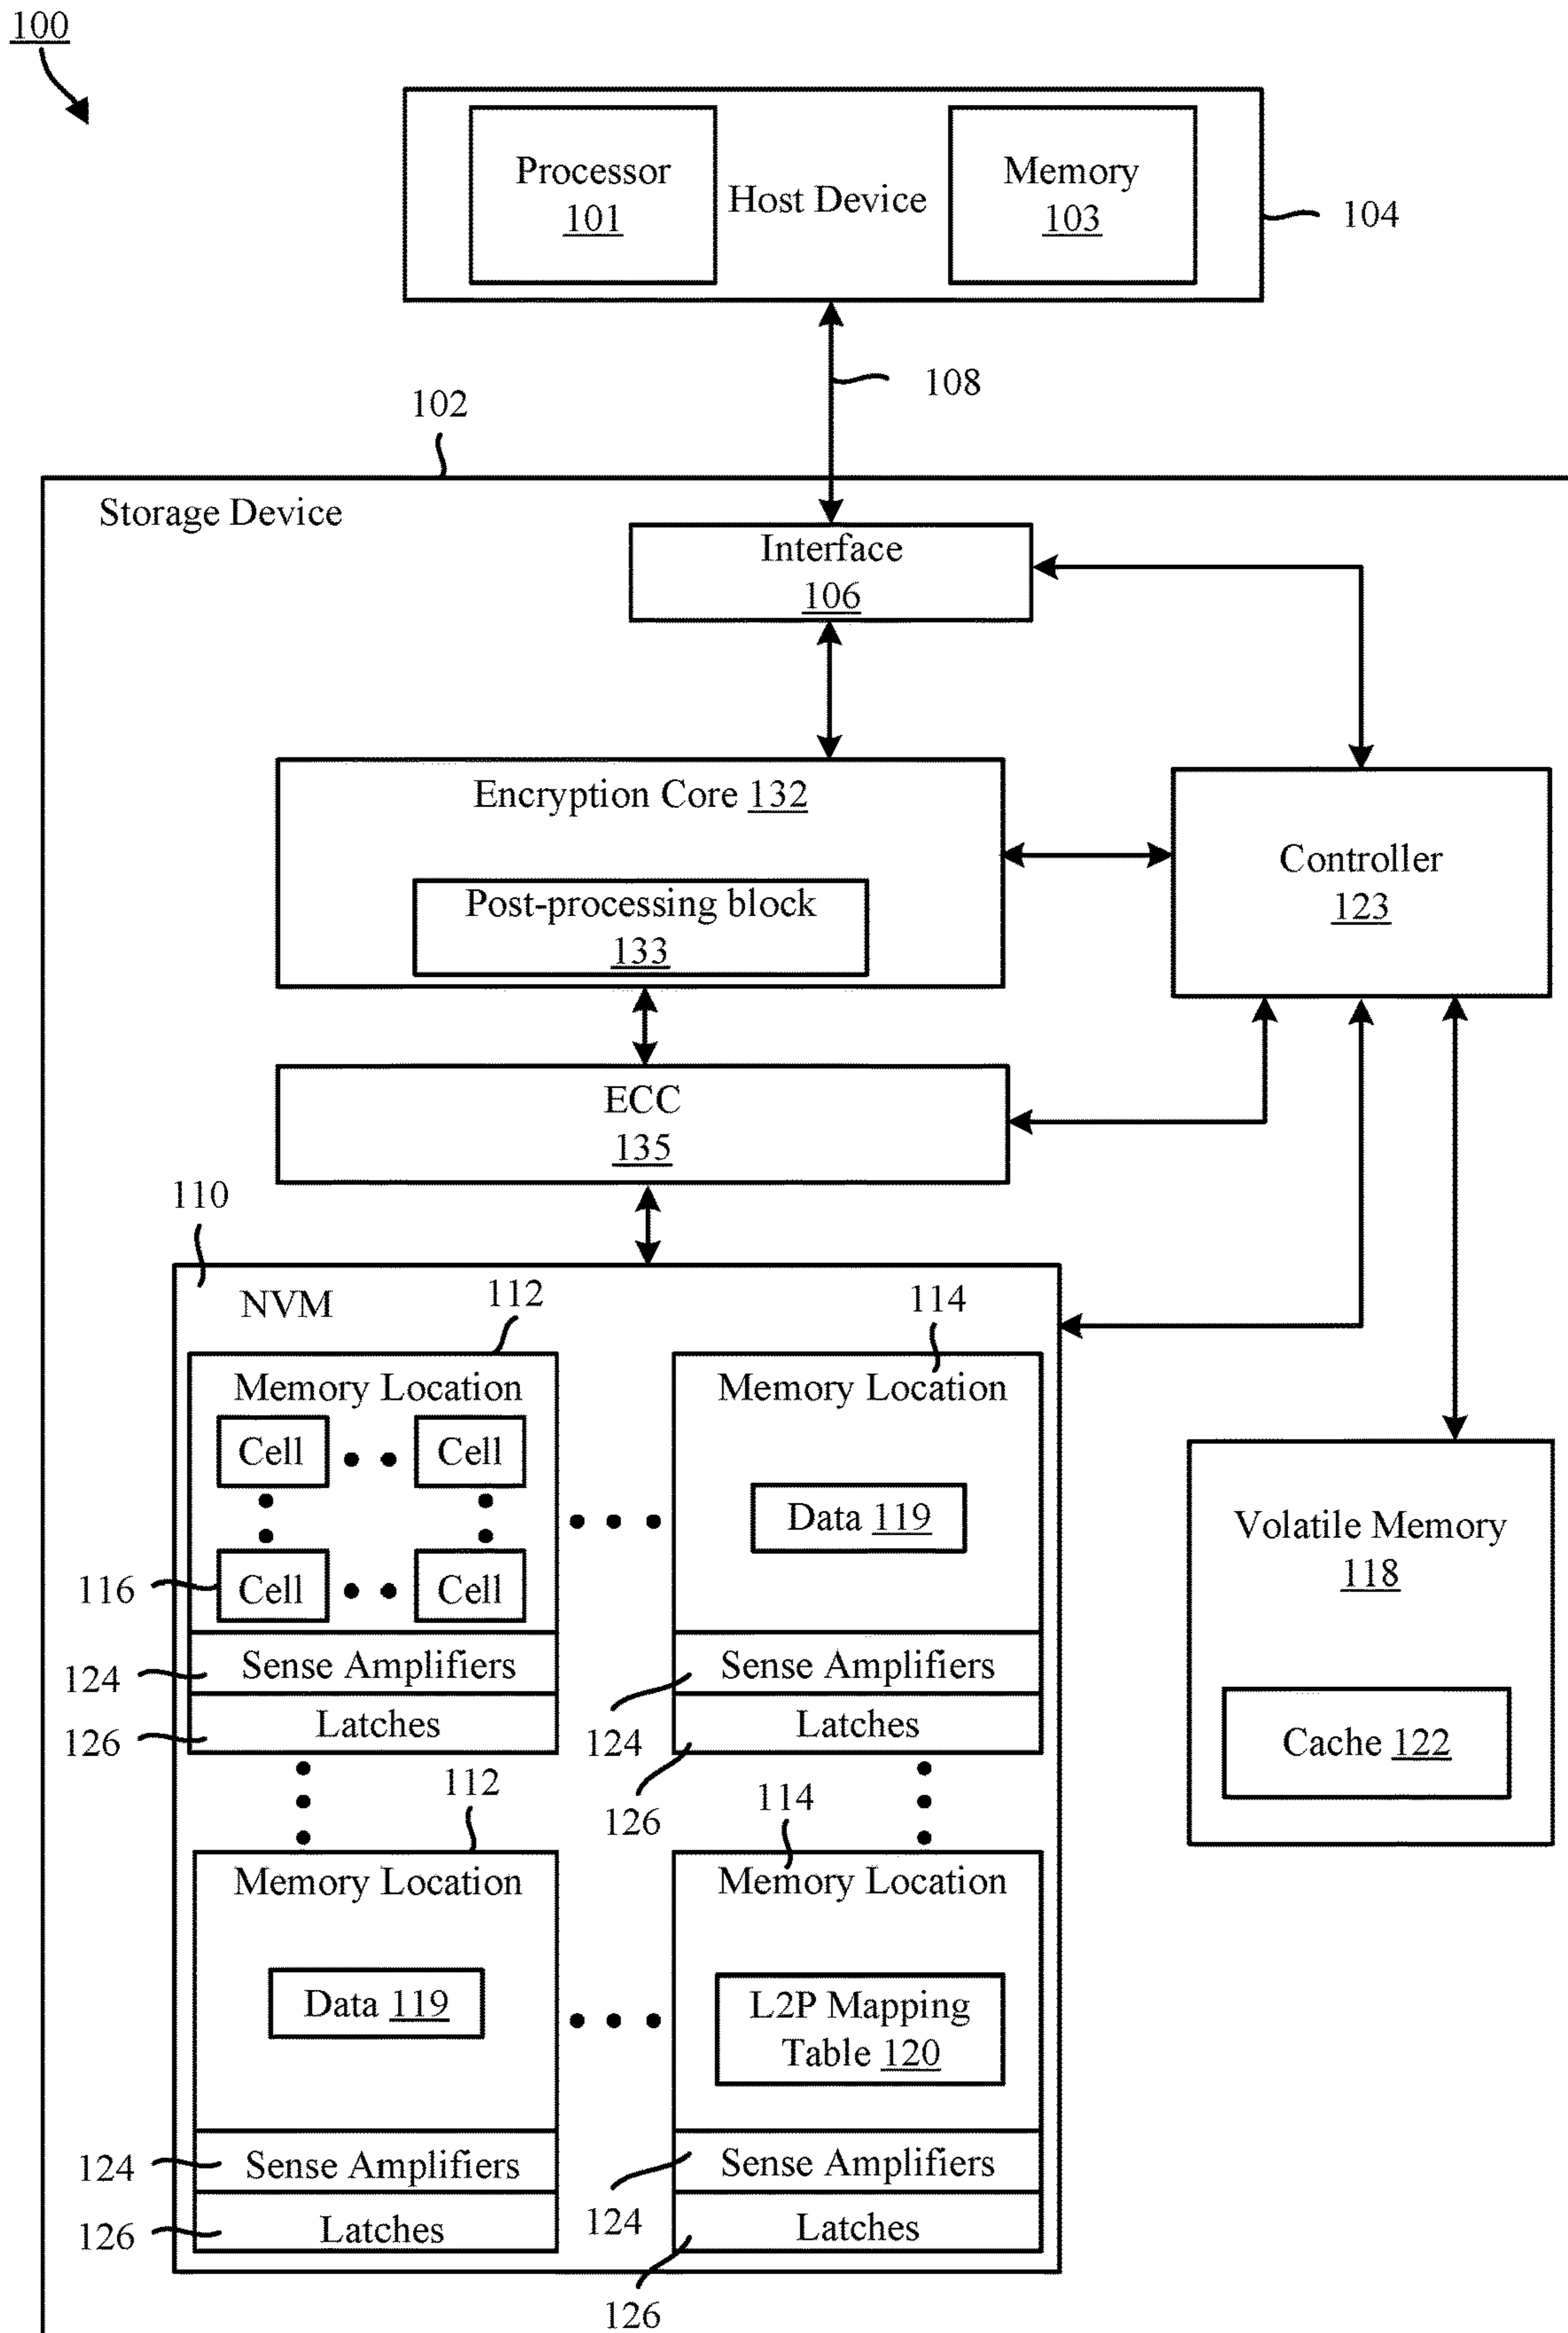 100
Processor
101
Host Device
Memory
103
104
108
102
Storage Device
Interface
106
Encryption Core 132
Post-processing block
133
Controller
123
ECC
135
110
NVM
112
114
Memory Location
Cell
Cell
Cell
Cell
116
Sense Amplifiers
124
Latches
126
Memory Location
Data 119
Sense Amplifiers
124
Latches
126
Volatile Memory
118
Cache 122
112
114
Memory Location
Data 119
Sense Amplifiers
124
Latches
126
Memory Location
L2P Mapping
Table 120
Sense Amplifiers
124
Latches
126